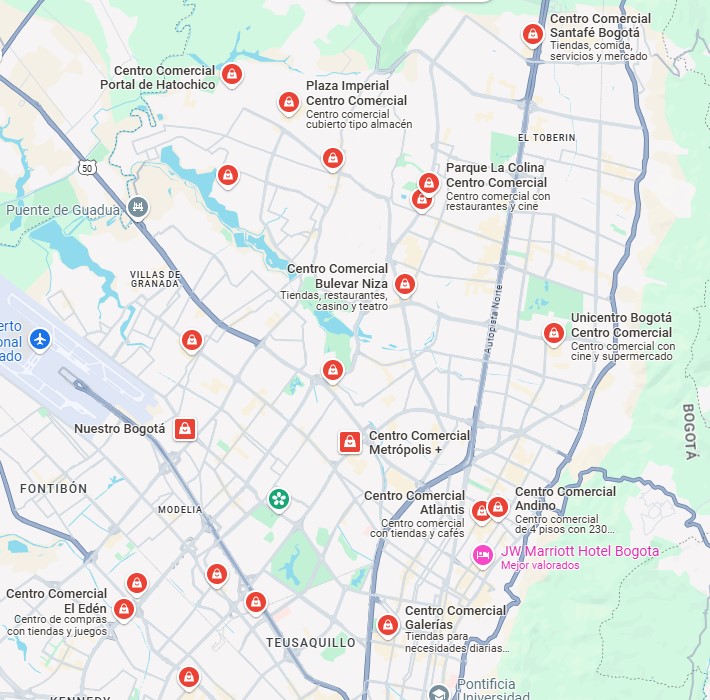 Centro Comercial
Santafé Bogotá
Tiendas, comida,
servicios y mercado
Centro Comercial
Portal de Hatochico
Plaza Imperial
Centro Comercial
Centro comercial
cubierto tipo almacén
EL TOBERIN
50
Parque La Colina
Centro Comercial
Centro comercial con
restaurantes y cine
Puente de Guadua
VILLAS DE
GRANADA
Centro Comercial
Bulevar Niza
Tiendas, restaurantes,
casino y teatro
Autopista Norte
Unicentro Bogotá
Centro Comercial
Centro comercial con
cine y supermercado
erto
onal
ado
BOGOTÁ
Nuestro Bogotá
Centro Comercial
Metrópolis +
FONTIBÓN
MODELIA
Centro Comercial
Atlantis
Centro comercial
con tiendas y cafés
Centro Comercial
Andino
Centro comercial
de 4 pisos con 230...
JW Marriott Hotel Bogota
Mejor valorados
Centro Comercial
El Edén
Centro de compras
con tiendas y juegos
Centro Comercial
Galerías
Tiendas para
necesidades diarias...
TEUSAQUILLO
Pontificia
Universidad
KENNEDY